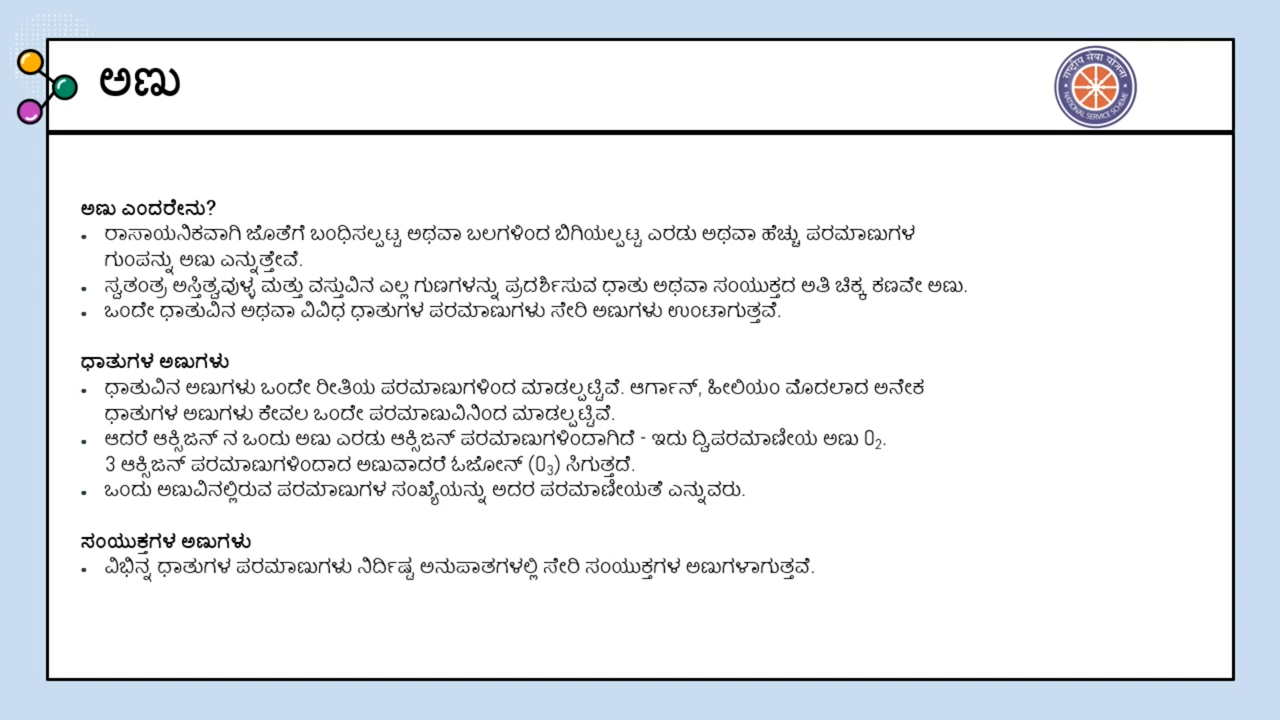 ಅಣು
राष्ट्रीय सेवा योजना
NATIONAL SERVICE SCHEME
ಅಣು ಎಂದರೇನು?
• ರಾಸಾಯನಿಕವಾಗಿ ಜೊತೆಗೆ ಬಂಧಿಸಲ್ಪಟ್ಟ ಅಥವಾ ಬಲಗಳಿಂದ ಬಿಗಿಯಲ್ಪಟ್ಟ ಎರಡು ಅಥವಾ ಹೆಚ್ಚು ಪರಮಾಣುಗಳ
ಗುಂಪನ್ನು ಅಣು ಎನ್ನುತ್ತೇವೆ.
• ಸ್ವತಂತ್ರ ಅಸ್ತಿತ್ವವುಳ್ಳ ಮತ್ತು ವಸ್ತುವಿನ ಎಲ್ಲ ಗುಣಗಳನ್ನು ಪ್ರದರ್ಶಿಸುವ ಧಾತು ಅಥವಾ ಸಂಯುಕ್ತದ ಅತಿ ಚಿಕ್ಕ ಕಣವೇ ಅಣು.
• ಒಂದೇ ಧಾತುವಿನ ಅಥವಾ ವಿವಿಧ ಧಾತುಗಳ ಪರಮಾಣುಗಳು ಸೇರಿ ಅಣುಗಳು ಉಂಟಾಗುತ್ತವೆ.
ಧಾತುಗಳ ಅಣುಗಳು
• ಧಾತುವಿನ ಅಣುಗಳು ಒಂದೇ ರೀತಿಯ ಪರಮಾಣುಗಳಿಂದ ಮಾಡಲ್ಪಟ್ಟಿವೆ. ಆರ್ಗಾನ್, ಹೀಲಿಯಂ ಮೊದಲಾದ ಅನೇಕ
ಧಾತುಗಳ ಅಣುಗಳು ಕೇವಲ ಒಂದೇ ಪರಮಾಣುವಿನಿಂದ ಮಾಡಲ್ಪಟ್ಟಿವೆ.
• ಆದರೆ ಆಕ್ಸಿಜನ್ ನ ಒಂದು ಅಣು ಎರಡು ಆಕ್ಸಿಜನ್ ಪರಮಾಣುಗಳಿಂದಾಗಿದೆ - ಇದು ದ್ವಿಪರಮಾಣೀಯ ಅಣು O₂.
3 ಆಕ್ಸಿಜನ್ ಪರಮಾಣುಗಳಿಂದಾದ ಅಣುವಾದರೆ ಓಜೋನ್ (O₃) ಸಿಗುತ್ತದೆ.
• ಒಂದು ಅಣುವಿನಲ್ಲಿರುವ ಪರಮಾಣುಗಳ ಸಂಖ್ಯೆಯನ್ನು ಅದರ ಪರಮಾಣೀಯತೆ ಎನ್ನುವರು.
ಸಂಯುಕ್ತಗಳ ಅಣುಗಳು
• ವಿಭಿನ್ನ ಧಾತುಗಳ ಪರಮಾಣುಗಳು ನಿರ್ದಿಷ್ಟ ಅನುಪಾತಗಳಲ್ಲಿ ಸೇರಿ ಸಂಯುಕ್ತಗಳ ಅಣುಗಳಾಗುತ್ತವೆ.